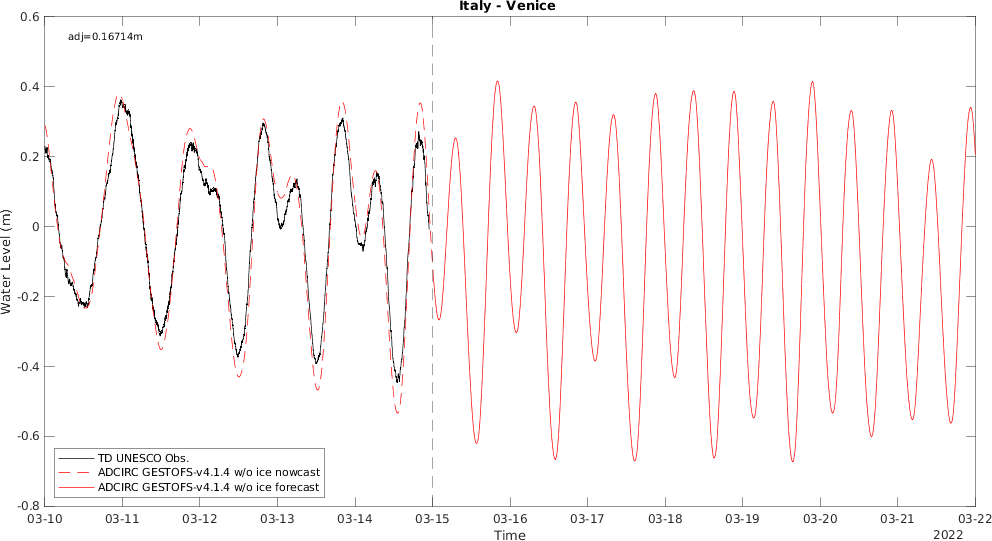 Italy - Venice
adj=0.16714m
0.6
0.4
0.2
0
-0.2
-0.4
-0.6
-0.8
Water Level (m)
TD UNESCO Obs.
ADCIRC GESTOFS-v4.1.4 w/o ice nowcast
ADCIRC GESTOFS-v4.1.4 w/o ice forecast
03-10 03-11 03-12 03-13 03-14 03-15 03-16 03-17 03-18 03-19 03-20 03-21 03-22
Time
2022